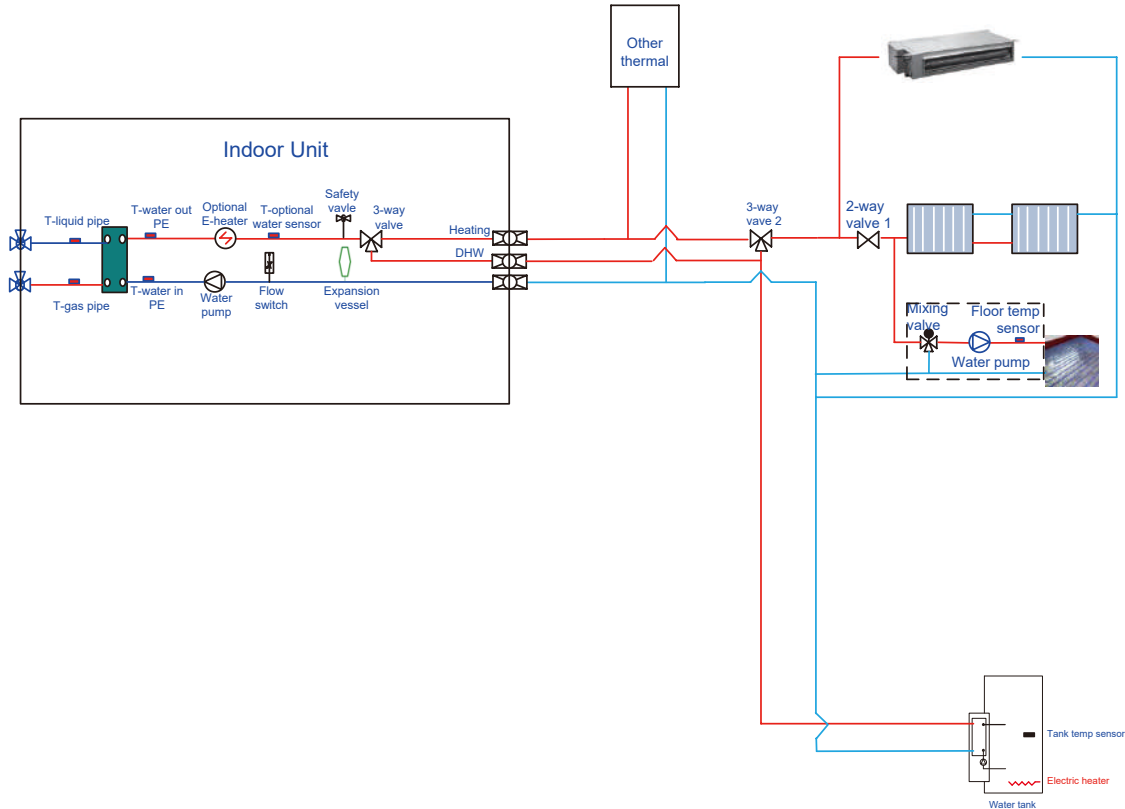 Other
thermal
Indoor Unit
Safety
vavle
T-liquid pipe
T-water out
PE
Optional
E-heater
T-optional
water sensor
3-way
valve
Heating
DHW
T-gas pipe
T-water in
PE
Water
pump
Flow
switch
Expansion
vessel
3-way
vave 2
2-way
valve 1
Mixing
valve
Floor temp
sensor
Water pump
Tank temp sensor
Electric heater
Water tank